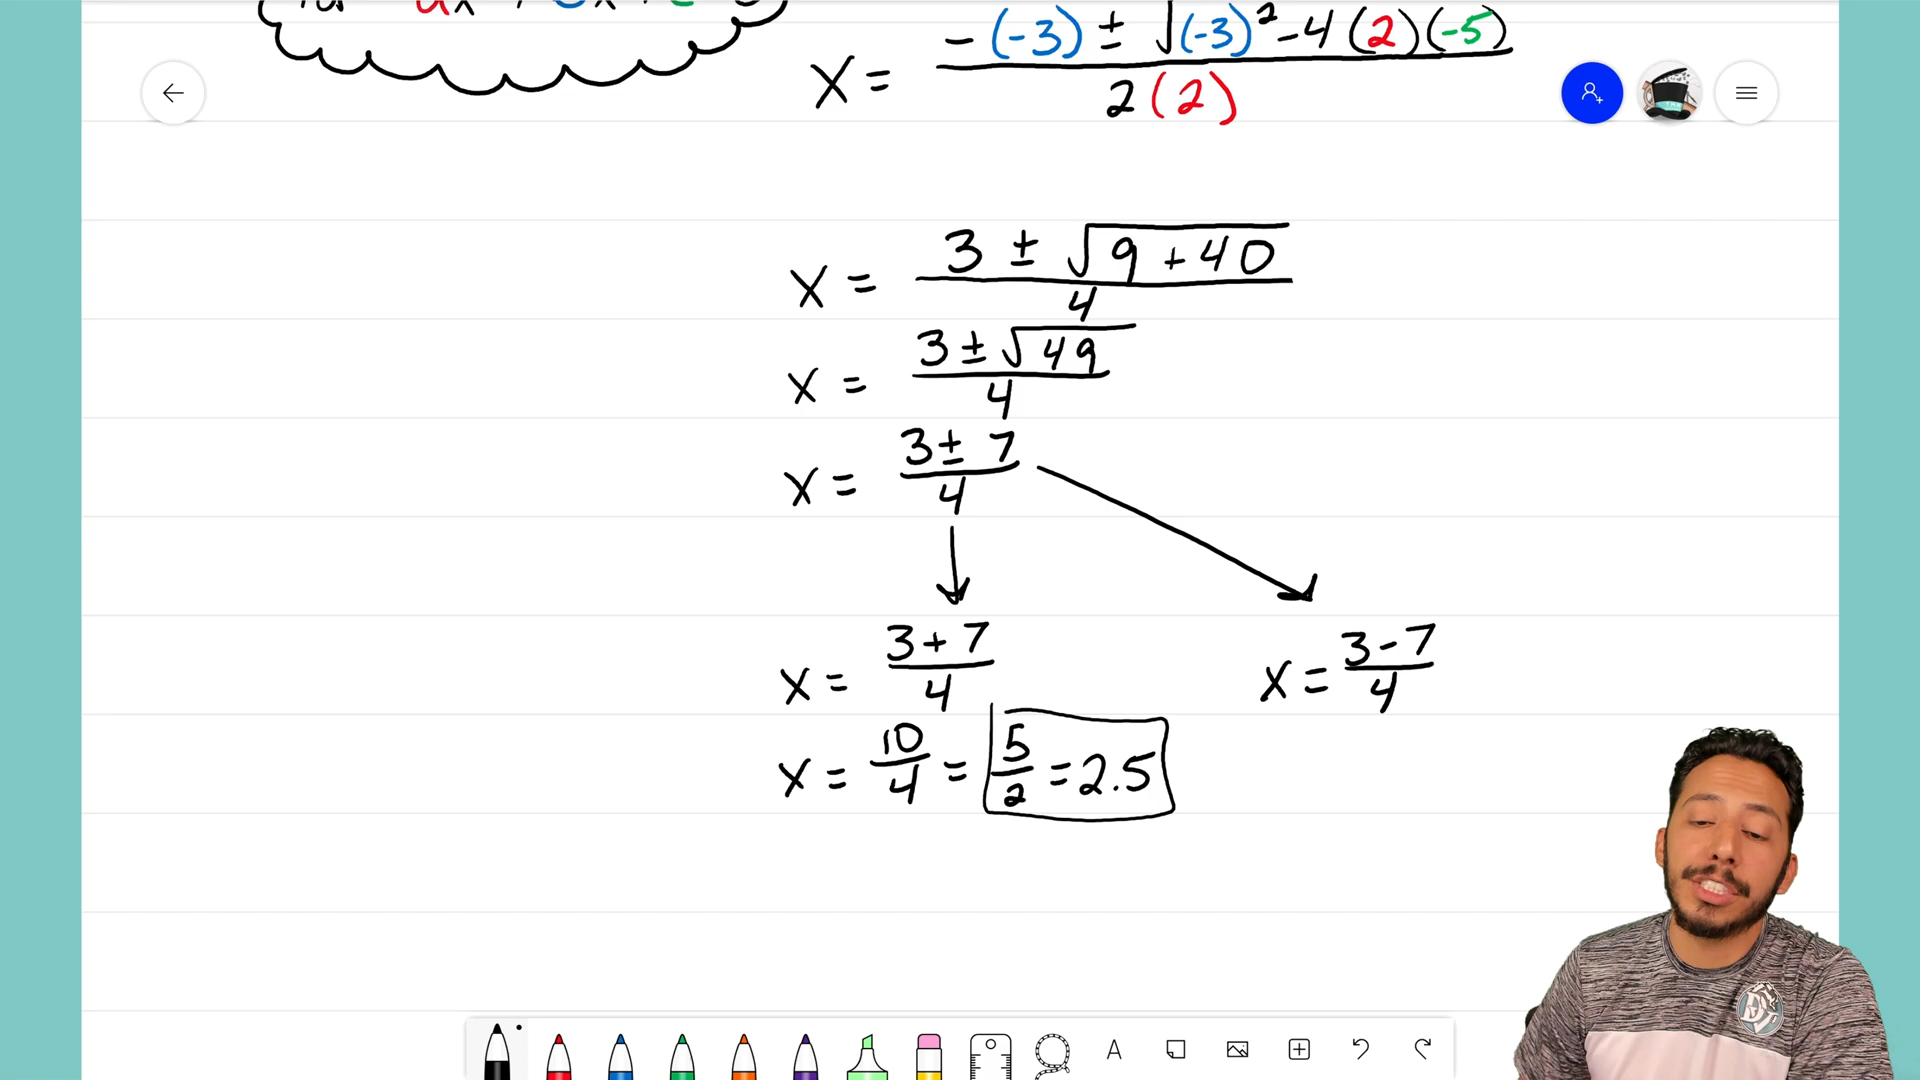 x = -(-3) ± √(-3)² - 4(2)(-5) / 2(2)
x = 3 ± √9 + 40 / 4
x = 3 ± √49 / 4
x = 3 ± 7 / 4
x = 3 + 7 / 4
x = 3 - 7 / 4
x = 10/4 = 5/2 = 2.5
A